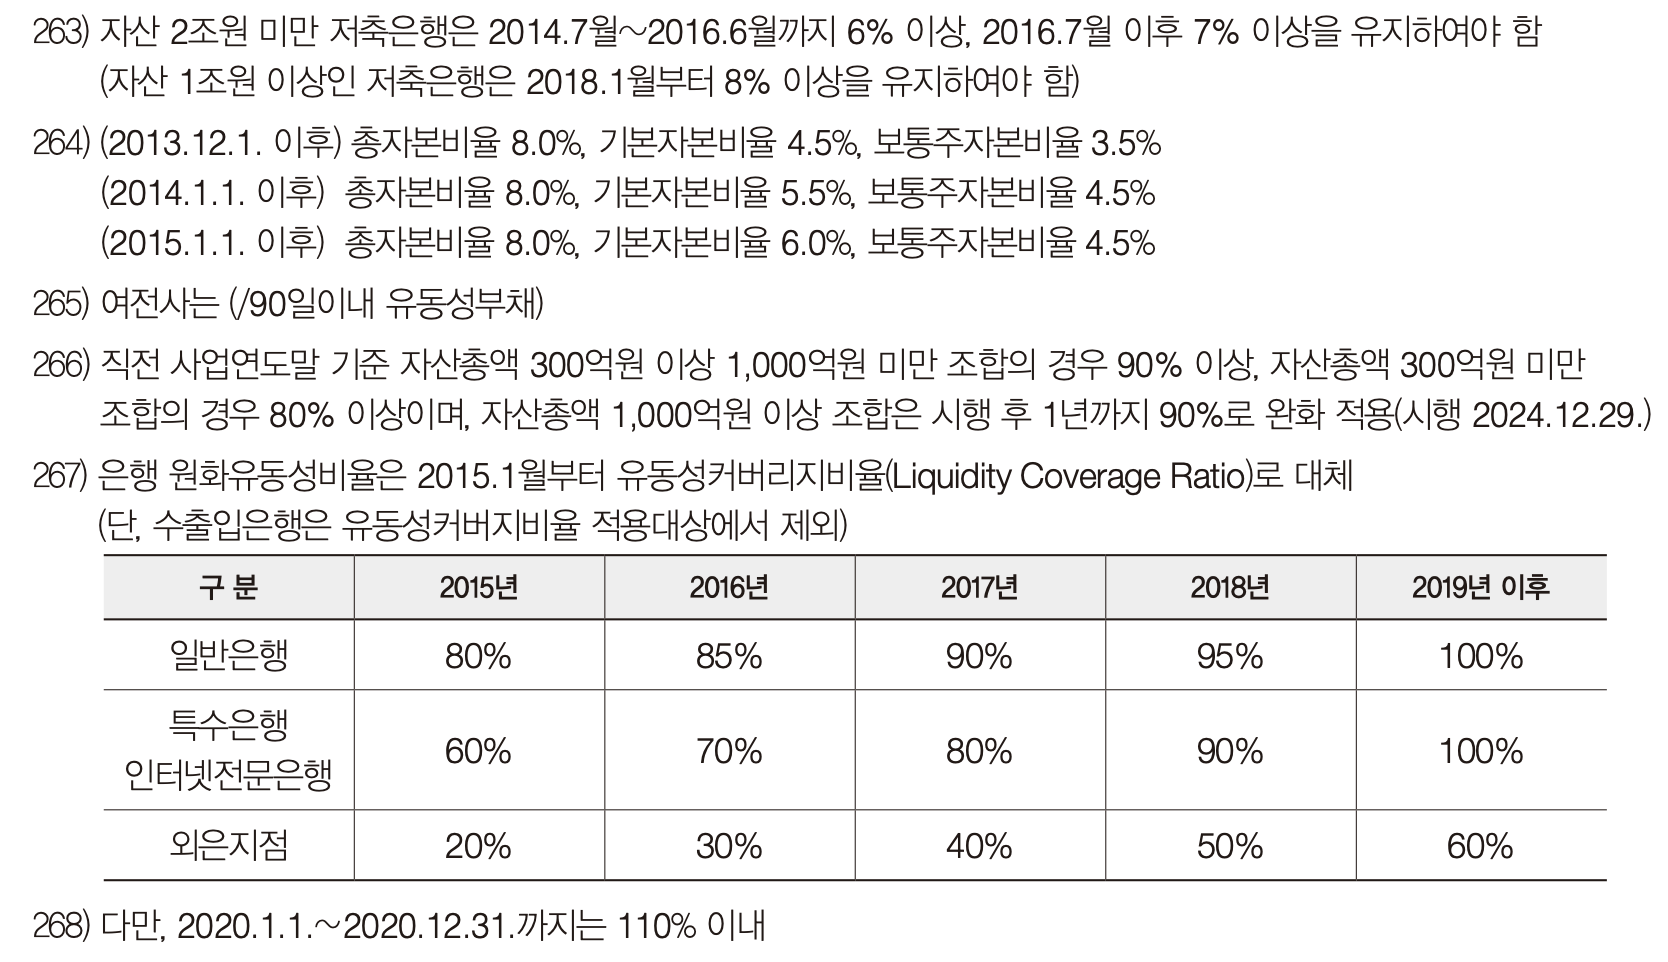 263) 자산 2조원 미만 저축은행은 2014.7월～2016.6월까지 6% 이상, 2016.7월 이후 7% 이상을 유지하여야 함
(자산 1조원 이상인 저축은행은 2018.1월부터 8% 이상을 유지하여야 함)
264) (2013.12.1. 이후) 총자본비율 8.0%, 기본자본비율 4.5%, 보통주자본비율 3.5%
(2014.1.1. 이후) 총자본비율 8.0%, 기본자본비율 5.5%, 보통주자본비율 4.5%
(2015.1.1. 이후) 총자본비율 8.0%, 기본자본비율 6.0%, 보통주자본비율 4.5%
265) 여전사는 (/90일이내 유동성부채)
266) 직전 사업연도말 기준 자산총액 300억원 이상 1,000억원 미만 조합의 경우 90% 이상, 자산총액 300억원 미만
조합의 경우 80% 이상이며, 자산총액 1,000억원 이상 조합은 시행 후 1년까지 90%로 완화 적용(시행 2024.12.29.)
267) 은행 원화유동성비율은 2015.1월부터 유동성커버리지비율(Liquidity Coverage Ratio)로 대체
(단, 수출입은행은 유동성커버지비율 적용대상에서 제외)
구 분 2015년 2016년 2017년 2018년 2019년 이후
일반은행 80% 85% 90% 95% 100%
특수은행
인터넷전문은행 60% 70% 80% 90% 100%
외은지점 20% 30% 40% 50% 60%
268) 다만, 2020.1.1.～2020.12.31.까지는 110% 이내